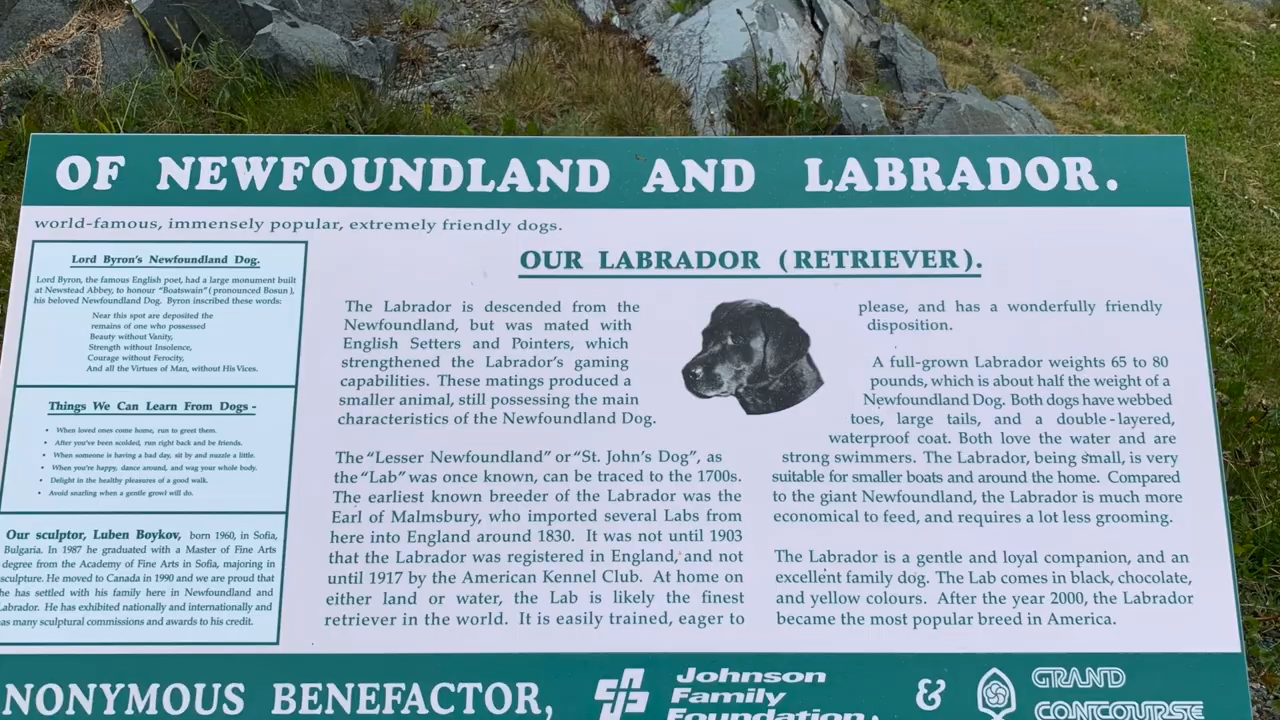 OF NEWFOUNDLAND AND LABRADOR.
world-famous, immensely popular, extremely friendly dogs.
Lord Byron's Newfoundland Dog.
Lord Byron, the famous English poet, had a large monument built
at Newstead Abbey, to honour "Boatswain" ( pronounced Bosun ),
his beloved Newfoundland Dog. Byron inscribed these words:
Near this spot are deposited the
remains of one who possessed
Beauty without Vanity,
Strength without Insolence,
Courage without Ferocity,
And all the Virtues of Man, without His Vices.
Things We Can Learn From Dogs -
• When loved ones come home, run to greet them.
• After you've been scolded, run right back and be friends.
• When someone is having a bad day, sit by and nuzzle a little.
• When you're happy, dance around, and wag your whole body.
• Delight in the healthy pleasures of a good walk.
• Avoid snarling when a gentle growl will do.
Our sculptor, Luben Boykov, born 1960, in Sofia,
Bulgaria. In 1987 he graduated with a Master of Fine Arts
degree from the Academy of Fine Arts in Sofia, majoring in
sculpture. He moved to Canada in 1990 and we are proud that
he has settled with his family here in Newfoundland and
Labrador. He has exhibited nationally and internationally and
has many sculptural commissions and awards to his credit.
OUR LABRADOR (RETRIEVER).
The Labrador is descended from the
Newfoundland, but was mated with
English Setters and Pointers, which
strengthened the Labrador's gaming
capabilities. These matings produced a
smaller animal, still possessing the main
characteristics of the Newfoundland Dog.
The "Lesser Newfoundland" or "St. John's Dog", as
the "Lab" was once known, can be traced to the 1700s.
The earliest known breeder of the Labrador was the
Earl of Malmsbury, who imported several Labs from
here into England around 1830. It was not until 1903
that the Labrador was registered in England, and not
until 1917 by the American Kennel Club. At home on
either land or water, the Lab is likely the finest
retriever in the world. It is easily trained, eager to
please, and has a wonderfully friendly
disposition.
A full-grown Labrador weights 65 to 80
pounds, which is about half the weight of a
Newfoundland Dog. Both dogs have webbed
toes, large tails, and a double-layered,
waterproof coat. Both love the water and are
strong swimmers. The Labrador, being small, is very
suitable for smaller boats and around the home. Compared
to the giant Newfoundland, the Labrador is much more
economical to feed, and requires a lot less grooming.
The Labrador is a gentle and loyal companion, and an
excellent family dog. The Lab comes in black, chocolate,
and yellow colours. After the year 2000, the Labrador
became the most popular breed in America.
NONYMOUS BENEFACTOR,
Johnson
Family
Foundation,
&
GRAND
CONCOURSE